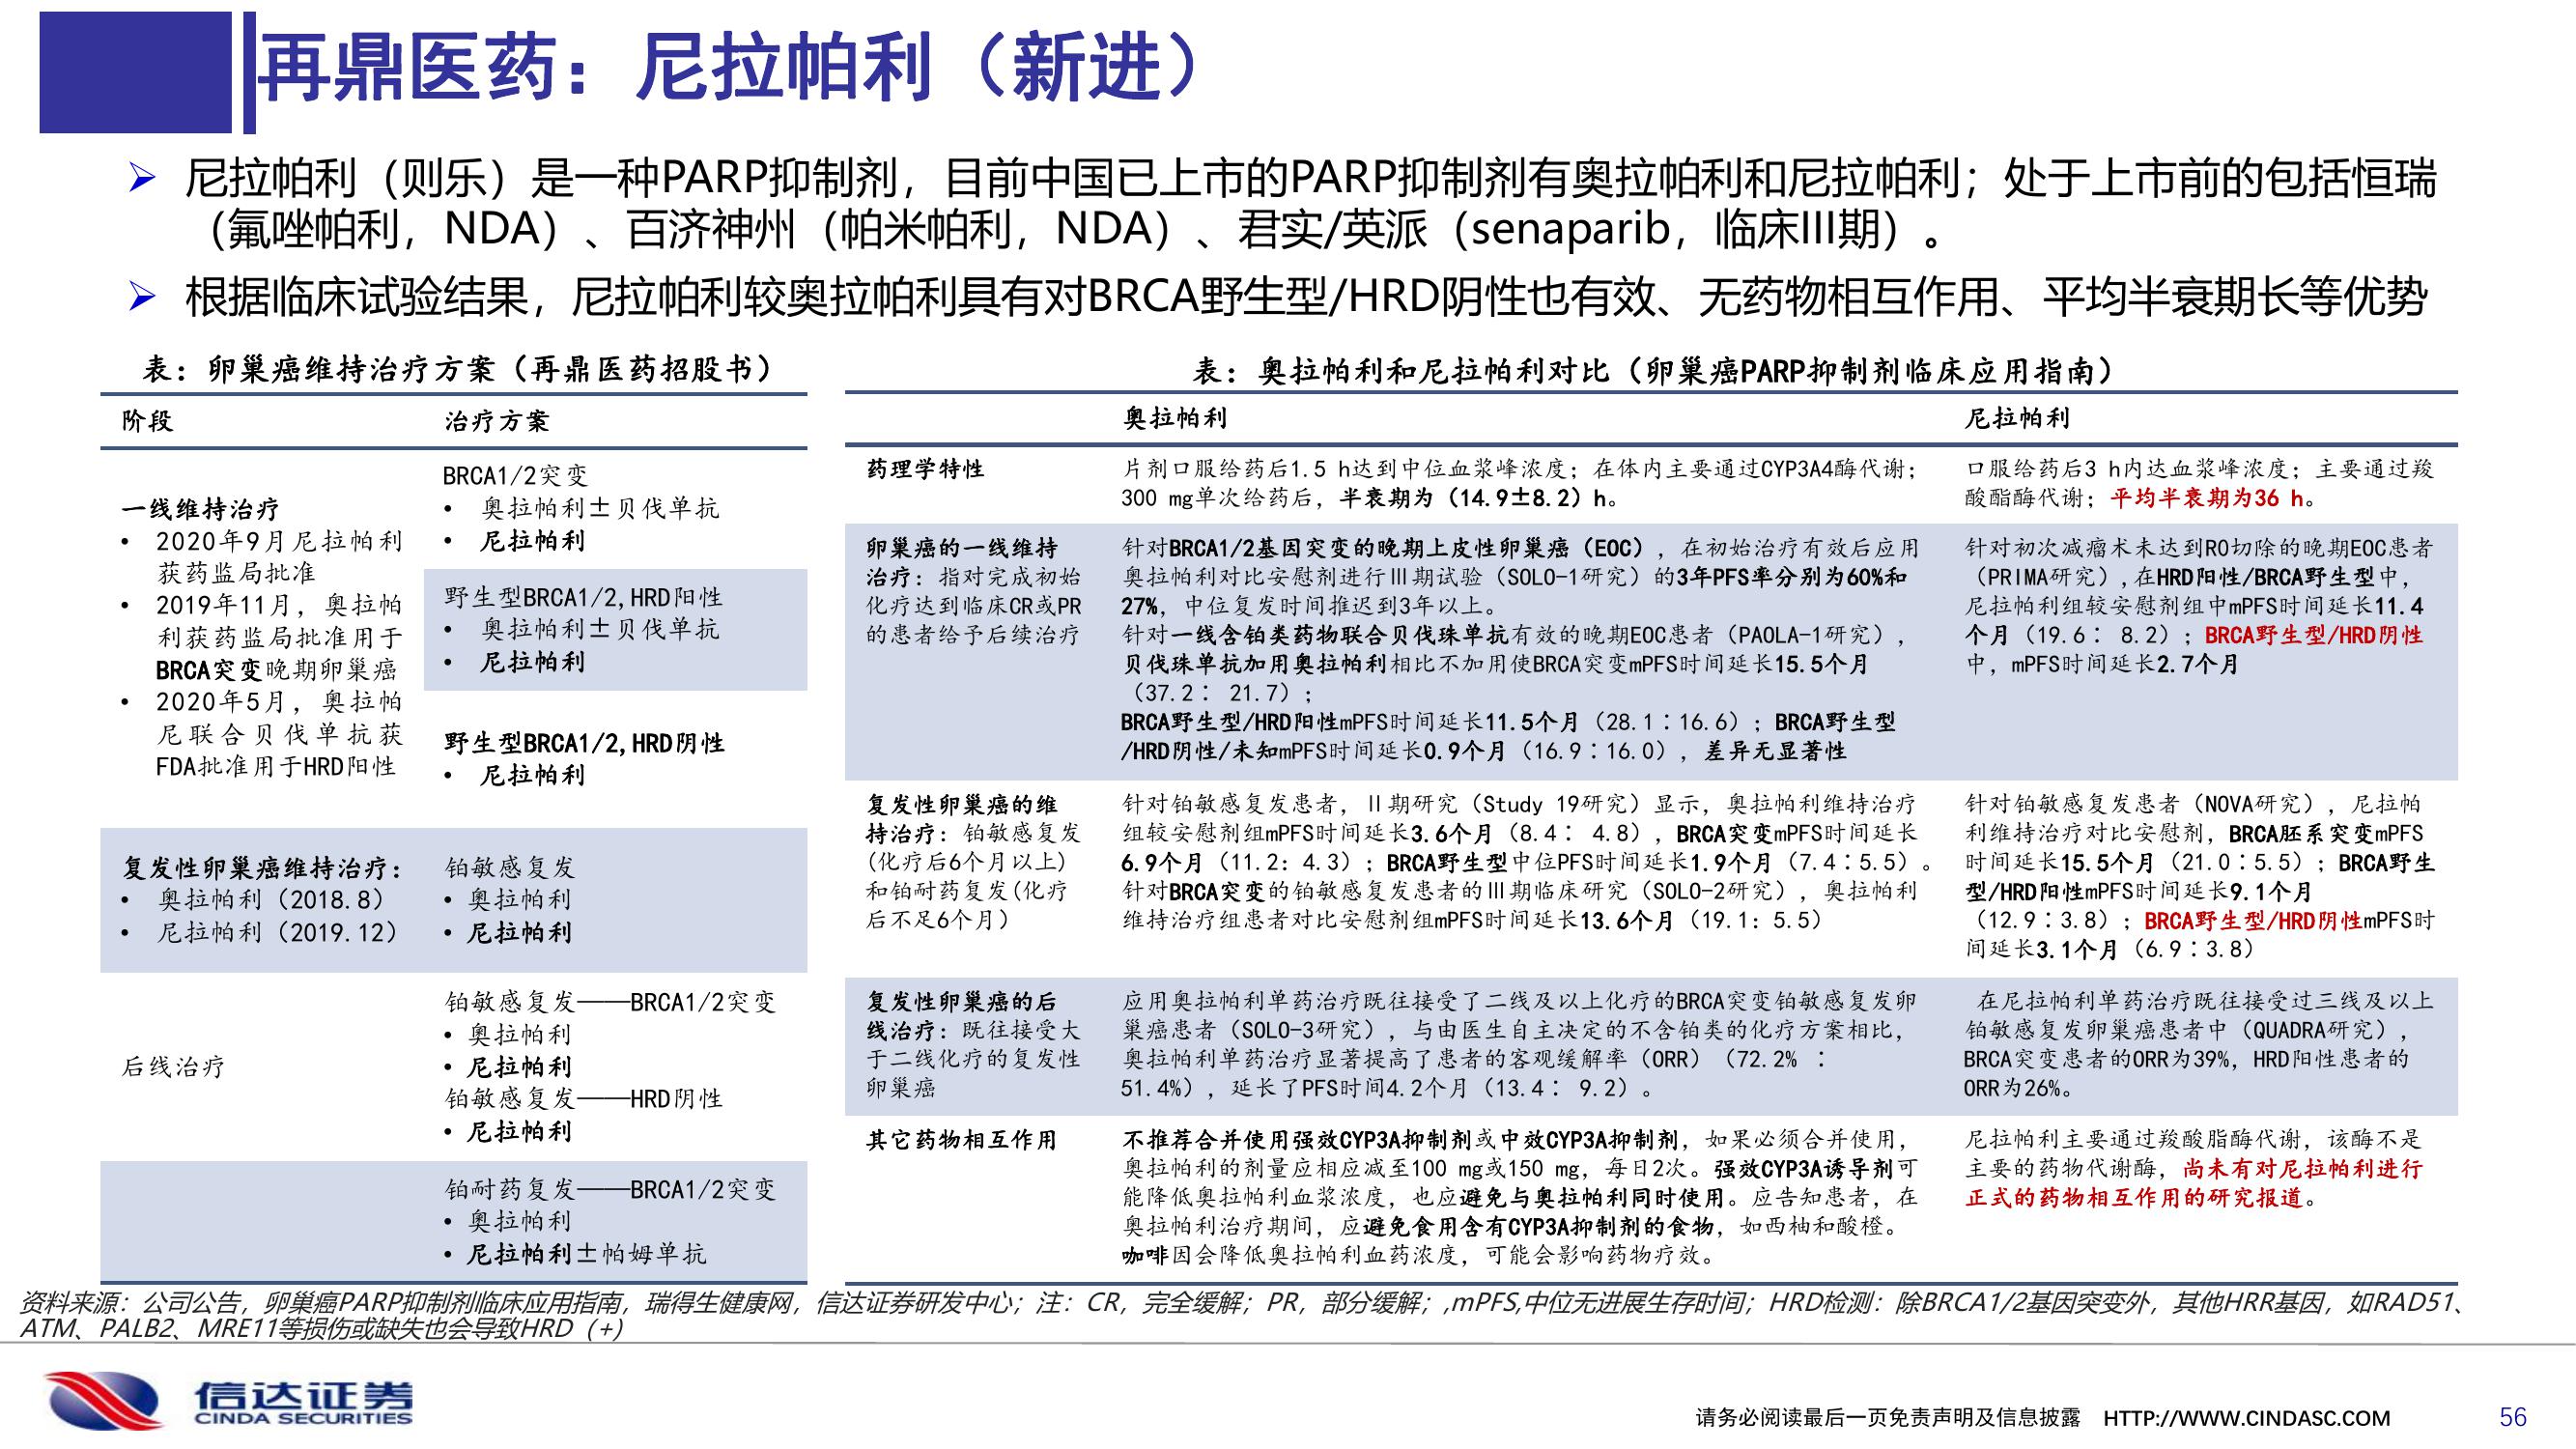 再鼎医药：尼拉帕利（新进）
➢ 尼拉帕利（则乐）是一种PARP抑制剂，目前中国已上市的PARP抑制剂有奥拉帕利和尼拉帕利；处于上市前的包括恒瑞
（氟唑帕利，NDA）、百济神州（帕米帕利，NDA）、君实/英派（senaparib，临床III期）。
➢ 根据临床试验结果，尼拉帕利较奥拉帕利具有对BRCA野生型/HRD阴性也有效、无药物相互作用、平均半衰期长等优势
表：卵巢癌维持治疗方案（再鼎医药招股书）
阶段 治疗方案
一线维持治疗
• 2020年9月尼拉帕利
获药监局批准
• 2019年11月，奥拉帕
利获药监局批准用于
BRCA突变晚期卵巢癌
• 2020年5月，奥拉帕
尼联合贝伐单抗获
FDA批准用于HRD阳性
BRCA1/2突变
• 奥拉帕利±贝伐单抗
• 尼拉帕利
野生型BRCA1/2,HRD阳性
• 奥拉帕利±贝伐单抗
• 尼拉帕利
野生型BRCA1/2,HRD阴性
• 尼拉帕利
复发性卵巢癌维持治疗：
• 奥拉帕利（2018.8）
• 尼拉帕利（2019.12）
铂敏感复发
• 奥拉帕利
• 尼拉帕利
后线治疗
铂敏感复发——BRCA1/2突变
• 奥拉帕利
• 尼拉帕利
铂敏感复发——HRD阴性
• 尼拉帕利
铂耐药复发——BRCA1/2突变
• 奥拉帕利
• 尼拉帕利±帕姆单抗
表：奥拉帕利和尼拉帕利对比（卵巢癌PARP抑制剂临床应用指南）
奥拉帕利 尼拉帕利
药理学特性
片剂口服给药后1.5 h达到中位血浆峰浓度；在体内主要通过CYP3A4酶代谢；
300 mg单次给药后，半衰期为（14.9±8.2）h。
口服给药后3 h内达血浆峰浓度；主要通过羧
酸酯酶代谢；平均半衰期为36 h。
卵巢癌的一线维持
治疗：指对完成初始
化疗达到临床CR或PR
的患者给予后续治疗
针对BRCA1/2基因突变的晚期上皮性卵巢癌（EOC），在初始治疗有效后应用
奥拉帕利对比安慰剂进行Ⅲ期试验（SOLO-1研究）的3年PFS率分别为60%和
27%，中位复发时间推迟到3年以上。
针对一线含铂类药物联合贝伐珠单抗有效的晚期EOC患者（PAOLA-1研究），
贝伐珠单抗加用奥拉帕利相比不加用使BRCA突变mPFS时间延长15.5个月
（37.2∶ 21.7）；
BRCA野生型/HRD阳性mPFS时间延长11.5个月（28.1∶16.6）；BRCA野生型
/HRD阴性/未知mPFS时间延长0.9个月（16.9∶16.0），差异无显著性
针对初次减瘤术未达到R0切除的晚期EOC患者
（PRIMA研究）,在HRD阳性/BRCA野生型中，
尼拉帕利组较安慰剂组中mPFS时间延长11.4
个月（19.6∶ 8.2）；BRCA野生型/HRD阴性
中，mPFS时间延长2.7个月
复发性卵巢癌的维
持治疗：铂敏感复发
(化疗后6个月以上)
和铂耐药复发(化疗
后不足6个月）
针对铂敏感复发患者，Ⅱ期研究（Study 19研究）显示，奥拉帕利维持治疗
组较安慰剂组mPFS时间延长3.6个月（8.4∶ 4.8），BRCA突变mPFS时间延长
6.9个月（11.2：4.3）；BRCA野生型中位PFS时间延长1.9个月（7.4∶5.5）。
针对BRCA突变的铂敏感复发患者的Ⅲ期临床研究（SOLO-2研究），奥拉帕利
维持治疗组患者对比安慰剂组mPFS时间延长13.6个月（19.1：5.5）
针对铂敏感复发患者（NOVA研究），尼拉帕
利维持治疗对比安慰剂，BRCA胚系突变mPFS
时间延长15.5个月（21.0∶5.5）；BRCA野生
型/HRD阳性mPFS时间延长9.1个月
（12.9∶3.8）；BRCA野生型/HRD阴性mPFS时
间延长3.1个月（6.9∶3.8）
复发性卵巢癌的后
线治疗：既往接受大
于二线化疗的复发性
卵巢癌
应用奥拉帕利单药治疗既往接受了二线及以上化疗的BRCA突变铂敏感复发卵
巢癌患者（SOLO-3研究），与由医生自主决定的不含铂类的化疗方案相比，
奥拉帕利单药治疗显著提高了患者的客观缓解率（ORR）（72.2% ∶
51.4%），延长了PFS时间4.2个月（13.4∶ 9.2）。
在尼拉帕利单药治疗既往接受过三线及以上
铂敏感复发卵巢癌患者中（QUADRA研究），
BRCA突变患者的ORR为39%，HRD阳性患者的
ORR为26%。
其它药物相互作用
不推荐合并使用强效CYP3A抑制剂或中效CYP3A抑制剂，如果必须合并使用，
奥拉帕利的剂量应相应减至100 mg或150 mg，每日2次。强效CYP3A诱导剂可
能降低奥拉帕利血浆浓度，也应避免与奥拉帕利同时使用。应告知患者，在
奥拉帕利治疗期间，应避免食用含有CYP3A抑制剂的食物，如西柚和酸橙。
咖啡因会降低奥拉帕利血药浓度，可能会影响药物疗效。
尼拉帕利主要通过羧酸脂酶代谢，该酶不是
主要的药物代谢酶，尚未有对尼拉帕利进行
正式的药物相互作用的研究报道。
资料来源：公司公告，卵巢癌PARP抑制剂临床应用指南，瑞得生健康网，信达证券研发中心；注：CR，完全缓解；PR，部分缓解；,mPFS,中位无进展生存时间；HRD检测：除BRCA1/2基因突变外，其他HRR基因，如RAD51、
ATM、PALB2、MRE11等损伤或缺失也会导致HRD（+）
信达证券
CINDA SECURITIES
请务必阅读最后一页免责声明及信息披露 HTTP://WWW.CINDASC.COM 56